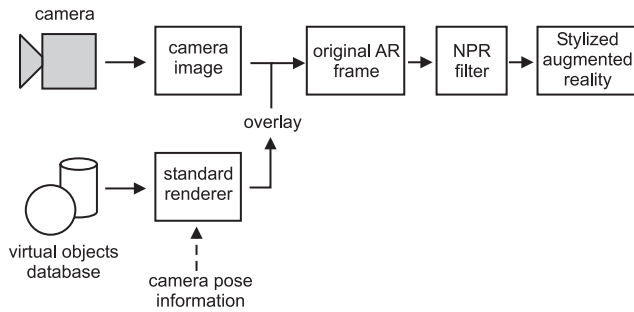 camera
camera
image
original AR
frame
NPR
filter
Stylized
augmented
reality
overlay
standard
renderer
virtual objects
database
camera pose
information